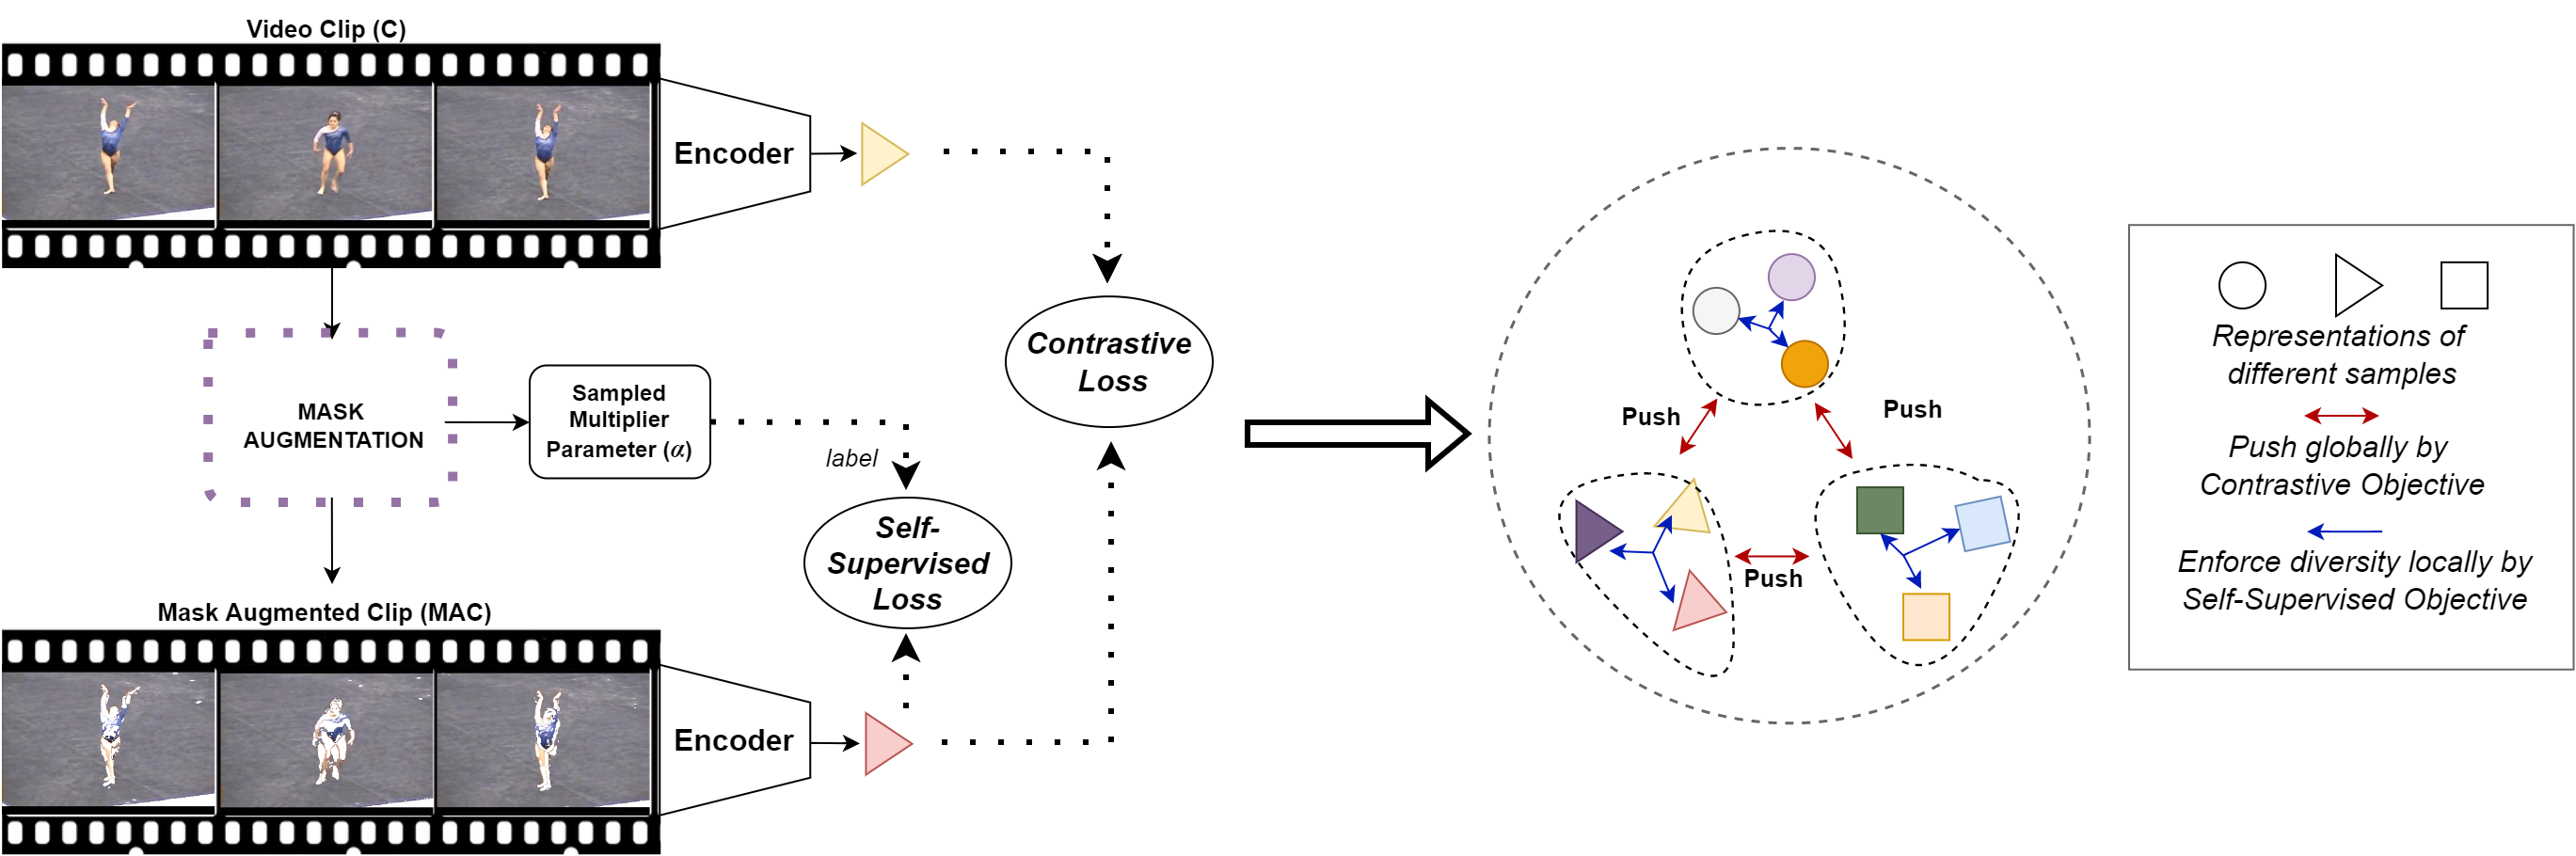 Video Clip (C)
Encoder
MASK
AUGMENTATION
Sampled
Multiplier
Parameter (α)
label
Contrastive
Loss
Self-
Supervised
Loss
Mask Augmented Clip (MAC)
Encoder
Push
Push
Push
Representations of
different samples
Push globally by
Contrastive Objective
Enforce diversity locally by
Self-Supervised Objective